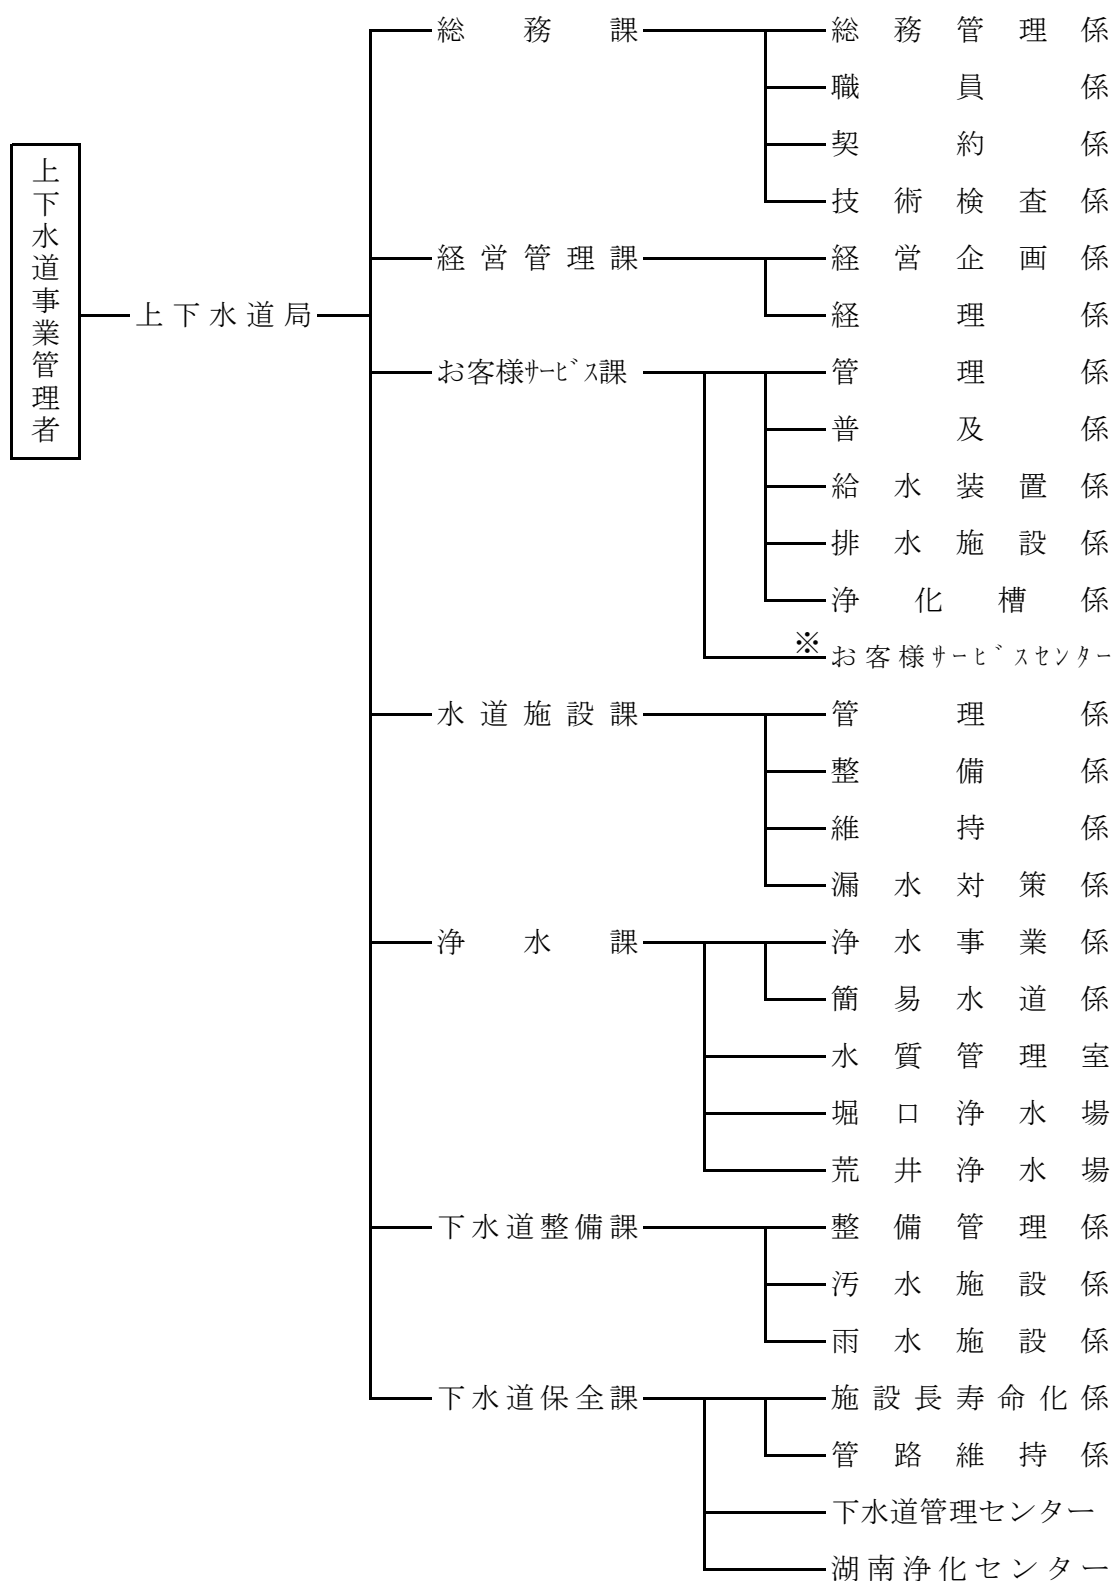 上下水道事業管理者
上下水道局
総務課
総務管理係
職員係
契約係
技術検査係
経営管理課
経営企画係
経理係
お客様ｻｰﾋﾞｽ課
管理係
普及係
給水装置係
排水施設係
浄化槽係
※お客様ｻｰﾋﾞｽｾﾝﾀｰ
水道施設課
管理係
整備係
維持係
漏水対策係
浄水課
浄水事業係
簡易水道係
水質管理室
堀口浄水場
荒井浄水場
下水道整備課
整備管理係
汚水施設係
雨水施設係
下水道保全課
施設長寿命化係
管路維持係
下水道管理センター
湖南浄化センター